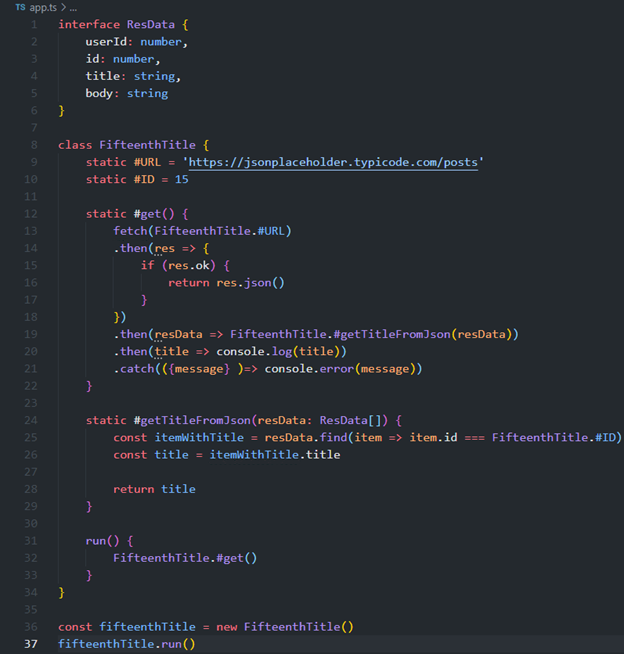 TS app.ts > ...
1 interface ResData {
2     userId: number,
3     id: number,
4     title: string,
5     body: string
6 }
7
8 class FifteenthTitle {
9     static #URL = 'https://jsonplaceholder.typicode.com/posts'
10     static #ID = 15
11
12     static #get() {
13         fetch(FifteenthTitle.#URL)
14         .then(res => {
15             if (res.ok) {
16                 return res.json()
17             }
18         })
19         .then(resData => FifteenthTitle.#getTitleFromJson(resData))
20         .then(title => console.log(title))
21         .catch(({message} )=> console.error(message))
22     }
23
24     static #getTitleFromJson(resData: ResData[]) {
25         const itemWithTitle = resData.find(item => item.id === FifteenthTitle.#ID)
26         const title = itemWithTitle.title
27
28         return title
29     }
30
31     run() {
32         FifteenthTitle.#get()
33     }
34 }
35
36 const fifteenthTitle = new FifteenthTitle()
37 fifteenthTitle.run()